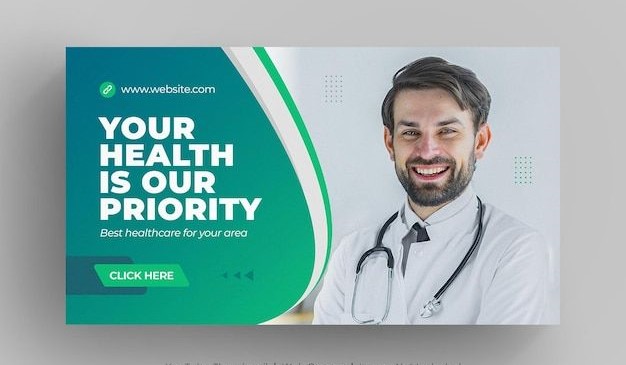 www.website.com
YOUR
HEALTH
IS OUR
PRIORITY
Best healthcare for your area
CLICK HERE